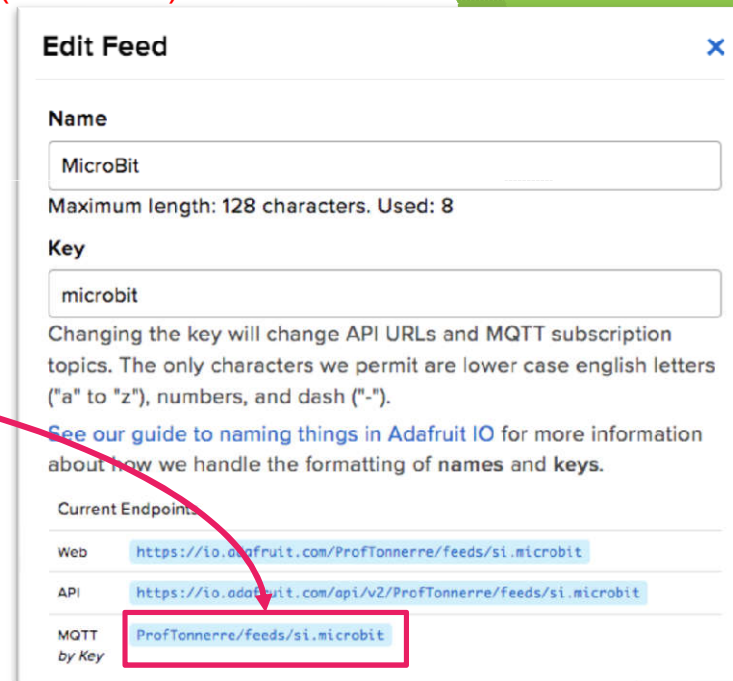 Edit Feed
×
Name
MicroBit
Maximum length: 128 characters. Used: 8
Key
microbit
Changing the key will change API URLs and MQTT subscription
topics. The only characters we permit are lower case english letters
("a" to "z"), numbers, and dash ("-").
See our guide to naming things in Adafruit IO for more information
about how we handle the formatting of names and keys.
Current Endpoints
Web https://io.adafruit.com/ProfTonnerre/feeds/si.microbit
API https://io.adafruit.com/api/v2/ProfTonnerre/feeds/si.microbit
MQTT ProfTonnerre/feeds/si.microbit
by Key